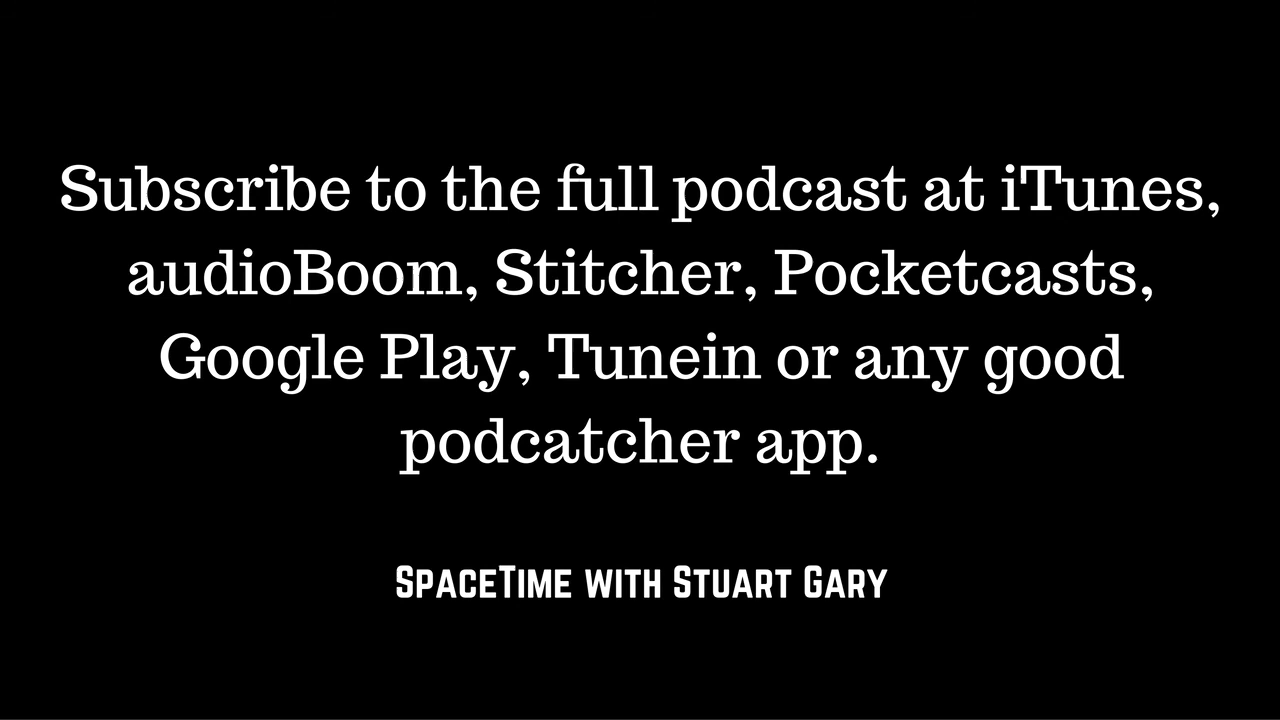 Subscribe to the full podcast at iTunes,
audioBoom, Stitcher, Pocketcasts,
Google Play, Tunein or any good
podcatcher app.
SpaceTime with Stuart Gary